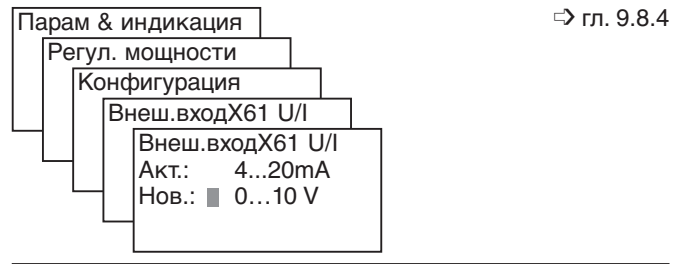 Парам & индикация
⇨ гл. 9.8.4
Регул. мощности
Конфигурация
Внеш.входX61 U/I
Внеш.входX61 U/I
Акт.: 4...20mA
Нов.: 0…10 V